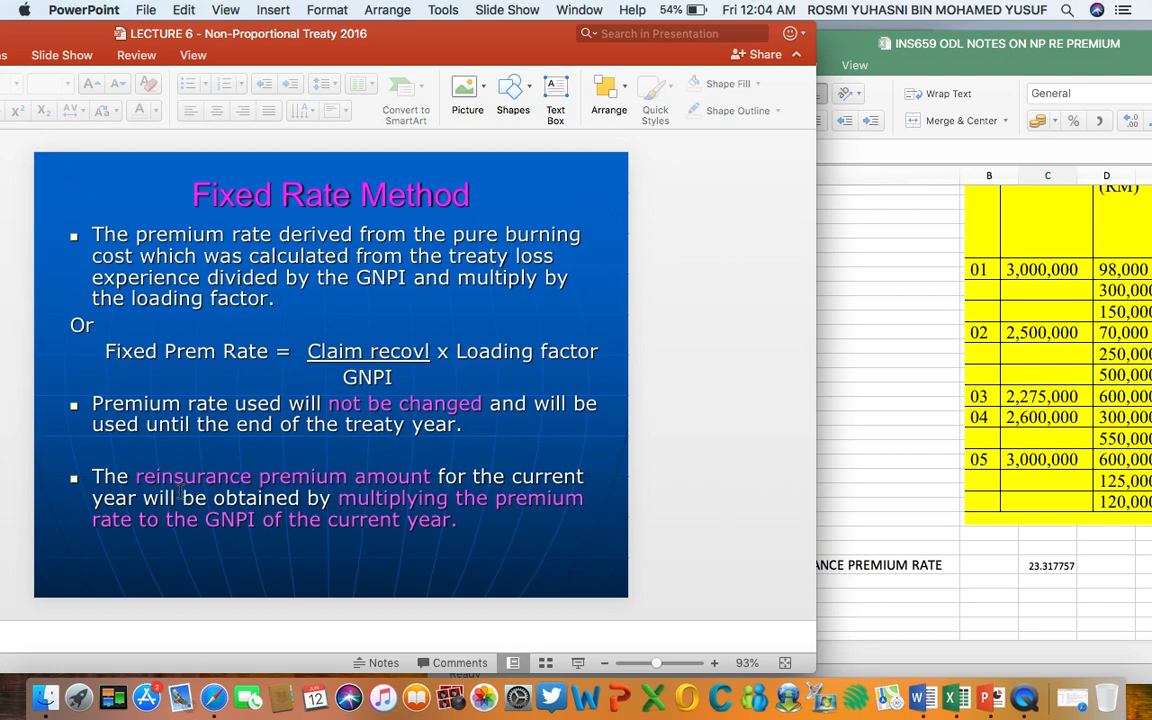 PowerPoint File Edit View Insert Format Arrange Tools Slide Show Window Help 54% Fri 12:04 AM ROSMI YUHASNI BIN MOHAMED YUSUF
LECTURE 6 - Non-Proportional Treaty 2016
Search in Presentation
Slide Show Review View
Share
Convert to
SmartArt
Picture
Shapes
Text
Box
Arrange
Quick
Styles
Shape Fill
Shape Outline
Fixed Rate Method
The premium rate derived from the pure burning
cost which was calculated from the treaty loss
experience divided by the GNPI and multiply by
the loading factor.
Or
Fixed Prem Rate = Claim recovl x Loading factor
GNPI
Premium rate used will not be changed and will be
used until the end of the treaty year.
The reinsurance premium amount for the current
year will be obtained by multiplying the premium
rate to the GNPI of the current year.
Notes Comments 93%
INS659 ODL NOTES ON NP RE PREMIUM
View
Wrap Text
General
Merge & Center
%
B C D
(RM)
01 3,000,000 98,000
300,000
150,000
02 2,500,000 70,000
250,000
500,000
03 2,275,000 600,000
04 2,600,000 300,000
550,000
05 3,000,000 600,000
125,000
120,000
ANCE PREMIUM RATE 23.317757
Ready
JUN
12